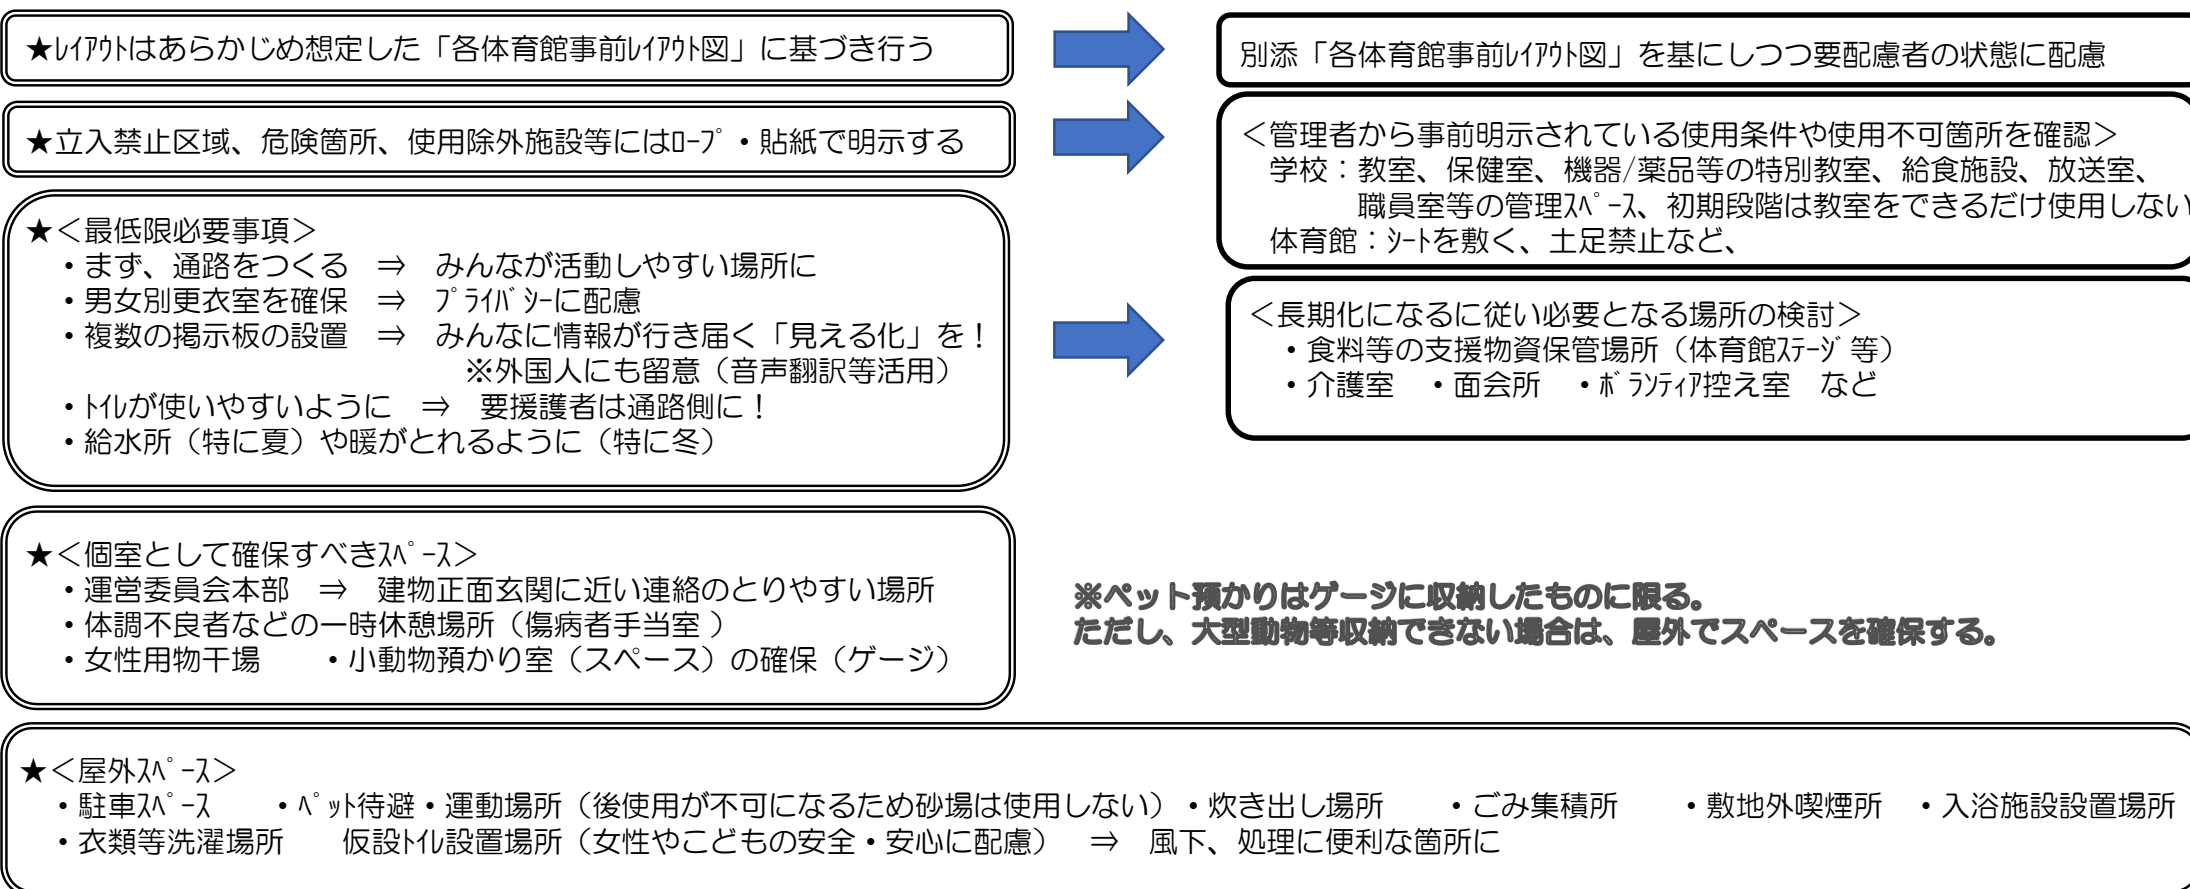 ★ﾚｲｱｳﾄはあらかじめ想定した「各体育館事前ﾚｲｱｳﾄ図」に基づき行う
別添「各体育館事前ﾚｲｱｳﾄ図」を基にしつつ要配慮者の状態に配慮
★立入禁止区域、危険箇所、使用除外施設等にはﾛｰﾌﾟ・貼紙で明示する
＜管理者から事前明示されている使用条件や使用不可箇所を確認＞
学校：教室、保健室、機器/薬品等の特別教室、給食施設、放送室、
職員室等の管理ｽﾍﾟｰｽ、初期段階は教室をできるだけ使用しない
体育館：ｼｰﾄを敷く、土足禁止など、
★＜最低限必要事項＞
・まず、通路をつくる　⇒　みんなが活動しやすい場所に
・男女別更衣室を確保　⇒　ﾌﾟﾗｲﾊﾞｼｰに配慮
・複数の掲示板の設置　⇒　みんなに情報が行き届く「見える化」を！
※外国人にも留意（音声翻訳等活用）
・ﾄｲﾚが使いやすいように　⇒　要援護者は通路側に！
・給水所（特に夏）や暖がとれるように（特に冬）
＜長期化になるに従い必要となる場所の検討＞
・食料等の支援物資保管場所（体育館ｽﾃｰｼﾞ等）
・介護室　・面会所　・ﾎﾞﾗﾝﾃｨｱ控え室　など
★＜個室として確保すべきｽﾍﾟｰｽ＞
・運営委員会本部　⇒　建物正面玄関に近い連絡のとりやすい場所
・体調不良者などの一時休憩場所（傷病者手当室 ）
・女性用物干場　　・小動物預かり室（スペース）の確保（ゲージ）
※ペット預かりはゲージに収納したものに限る。
ただし、大型動物等収納できない場合は、屋外でスペースを確保する。
★＜屋外ｽﾍﾟｰｽ＞
・駐車ｽﾍﾟｰｽ　　・ﾍﾟｯﾄ待避・運動場所（後使用が不可になるため砂場は使用しない）・炊き出し場所　　・ごみ集積所　　・敷地外喫煙所　・入浴施設設置場所
・衣類等洗濯場所　　仮設ﾄｲﾚ設置場所（女性やこどもの安全・安心に配慮）　⇒　風下、処理に便利な箇所に